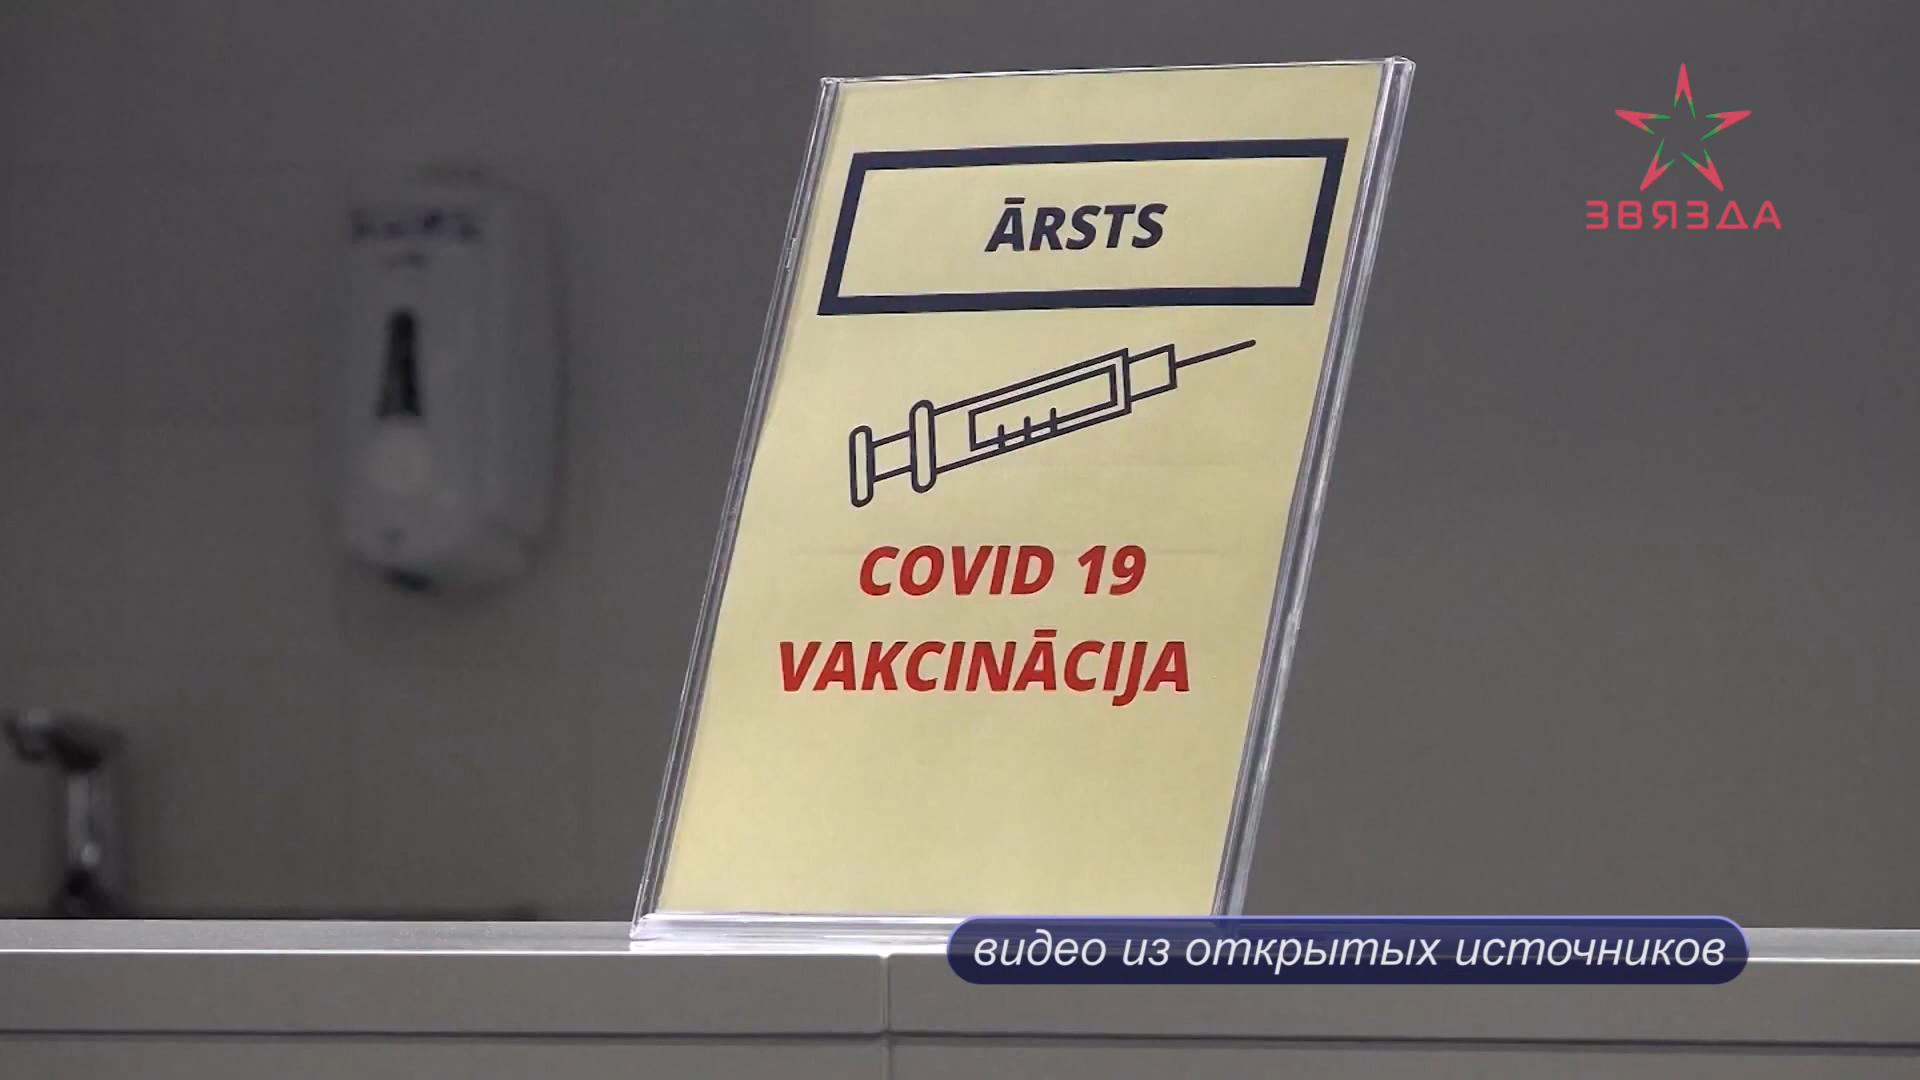 ĀRSTS
ЗВЯЗДА
COVID 19
VAKCINĀCIJA
видео из открытых источников